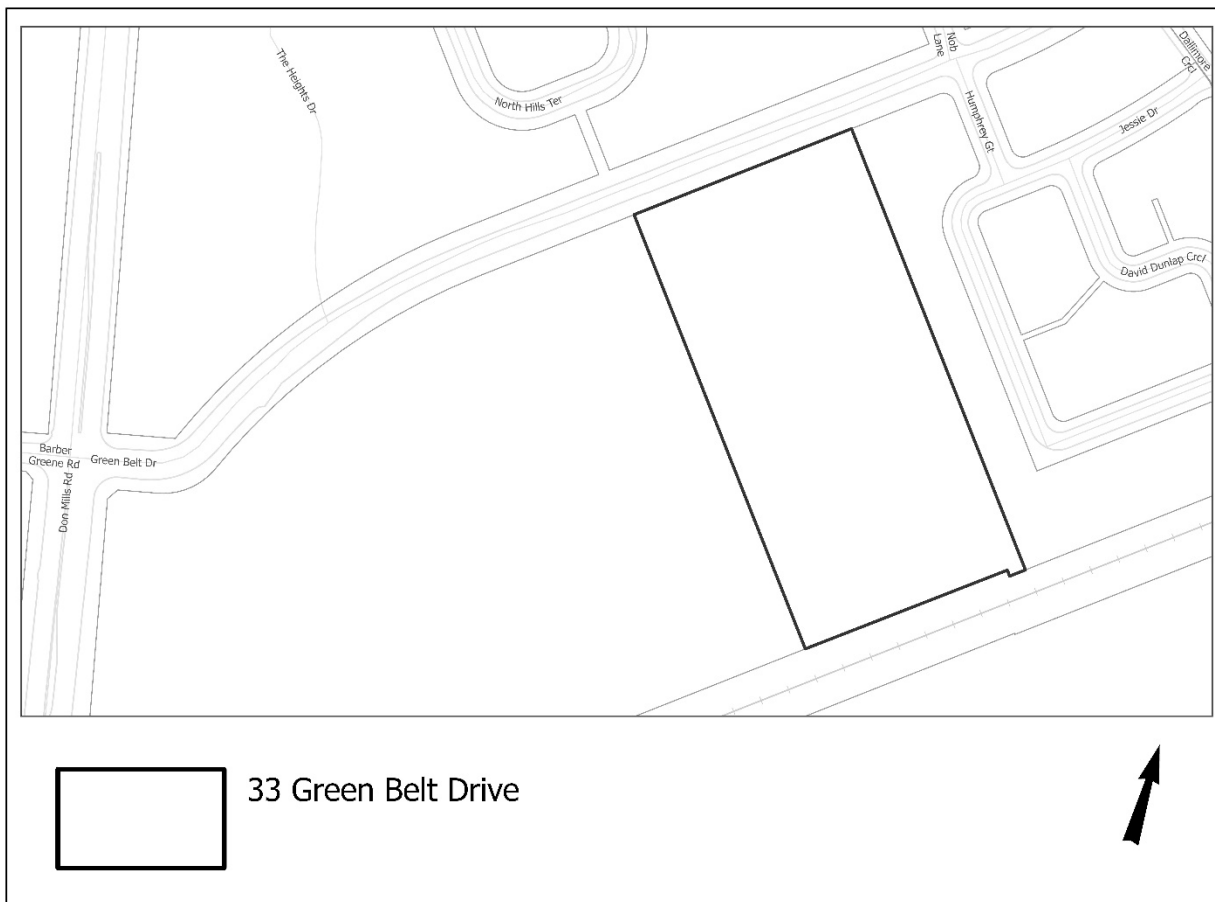 The Heights Dr
North Hills Ter
Nob
Lane
Dallimore
Crcl
Humphrey Gt
Jessie Dr
David Dunlap Crcl
Barber
Greene Rd
Green Belt Dr
Don Mills Rd
33 Green Belt Drive